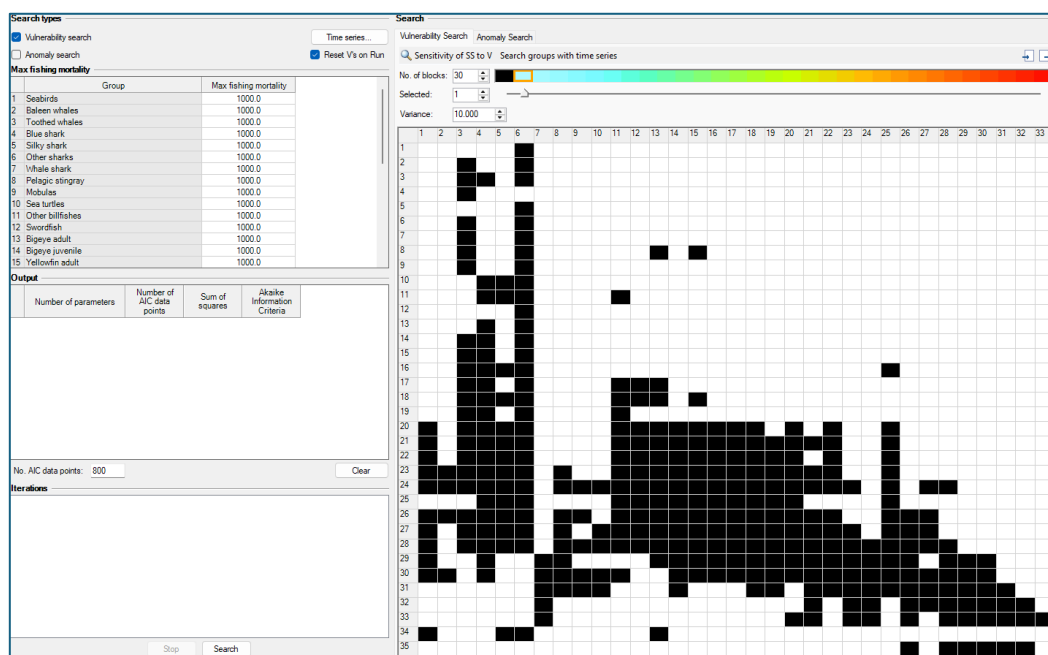 Search types
Vulnerability search
Time series...
Anomaly search
Reset V's on Run
Max fishing mortality
Group Max fishing mortality
1 Seabirds 1000.0
2 Baleen whales 1000.0
3 Toothed whales 1000.0
4 Blue shark 1000.0
5 Silky shark 1000.0
6 Other sharks 1000.0
7 Whale shark 1000.0
8 Pelagic stingray 1000.0
9 Mobulas 1000.0
10 Sea turtles 1000.0
11 Other billfishes 1000.0
12 Swordfish 1000.0
13 Bigeye adult 1000.0
14 Bigeye juvenile 1000.0
15 Yellowfin adult 1000.0
Output
Number of parameters
Number of
AIC data
points
Sum of
squares
Akaike
Information
Criteria
No. AIC data points: 800
Clear
Iterations
Stop
Search
Search
Vulnerability Search Anomaly Search
Sensitivity of SS to V Search groups with time series
No. of blocks: 30
Selected: 1
Variance: 10.000
1 2 3 4 5 6 7 8 9 10 11 12 13 14 15 16 17 18 19 20 21 22 23 24 25 26 27 28 29 30 31 32 33
1
2
3
4
5
6
7
8
9
10
11
12
13
14
15
16
17
18
19
20
21
22
23
24
25
26
27
28
29
30
31
32
33
34
35